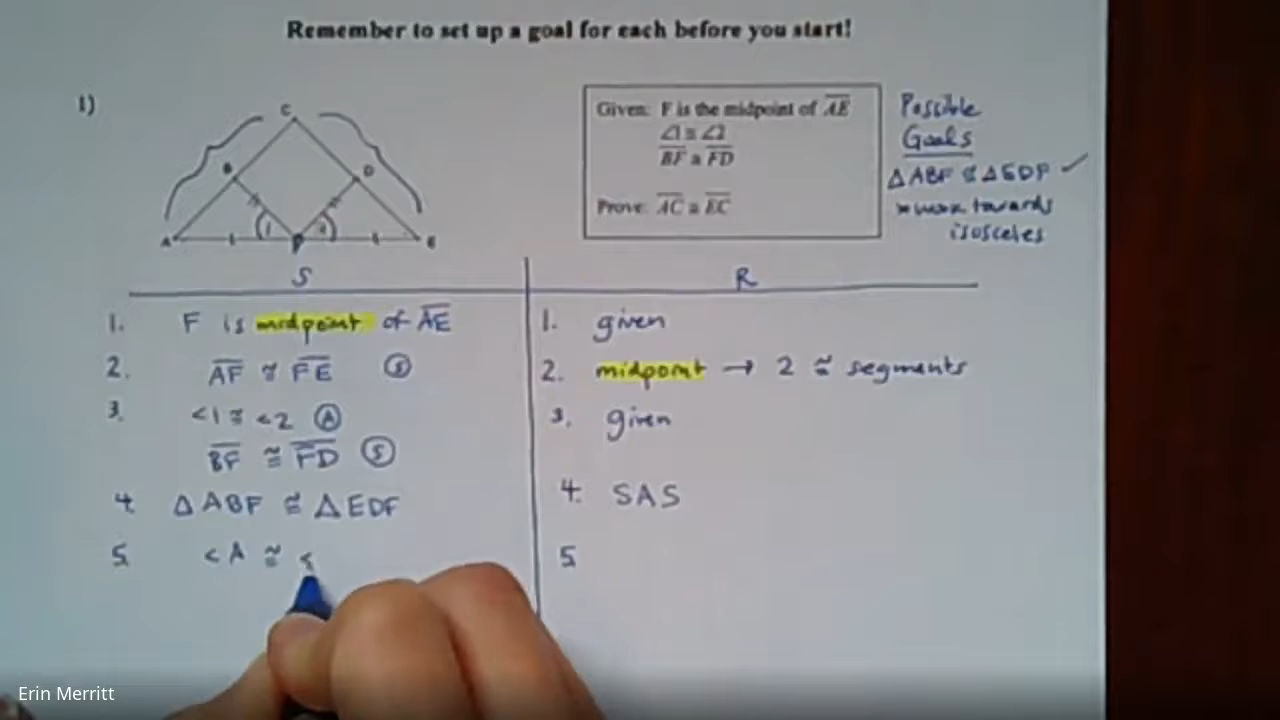 Remember to set up a goal for each before you start!
1)
C
B
D
1
2
A
F
E
Given: F is the midpoint of AE
∠1 ≅ ∠2
BF ≅ FD
Prove: AC ≅ EC
Possible
Goals
△ABF ≅ △EDF ✓
* work towards
isosceles
S
R
1. F is midpoint of AE
1. given
2. AF ≅ FE Ⓢ
2. midpoint → 2 ≅ segments
3. <1 ≅ <2 Ⓐ
3. given
BF ≅ FD Ⓢ
4. △ABF ≅ △EDF
4. SAS
5. <A ≅ <
5.
Erin Merritt